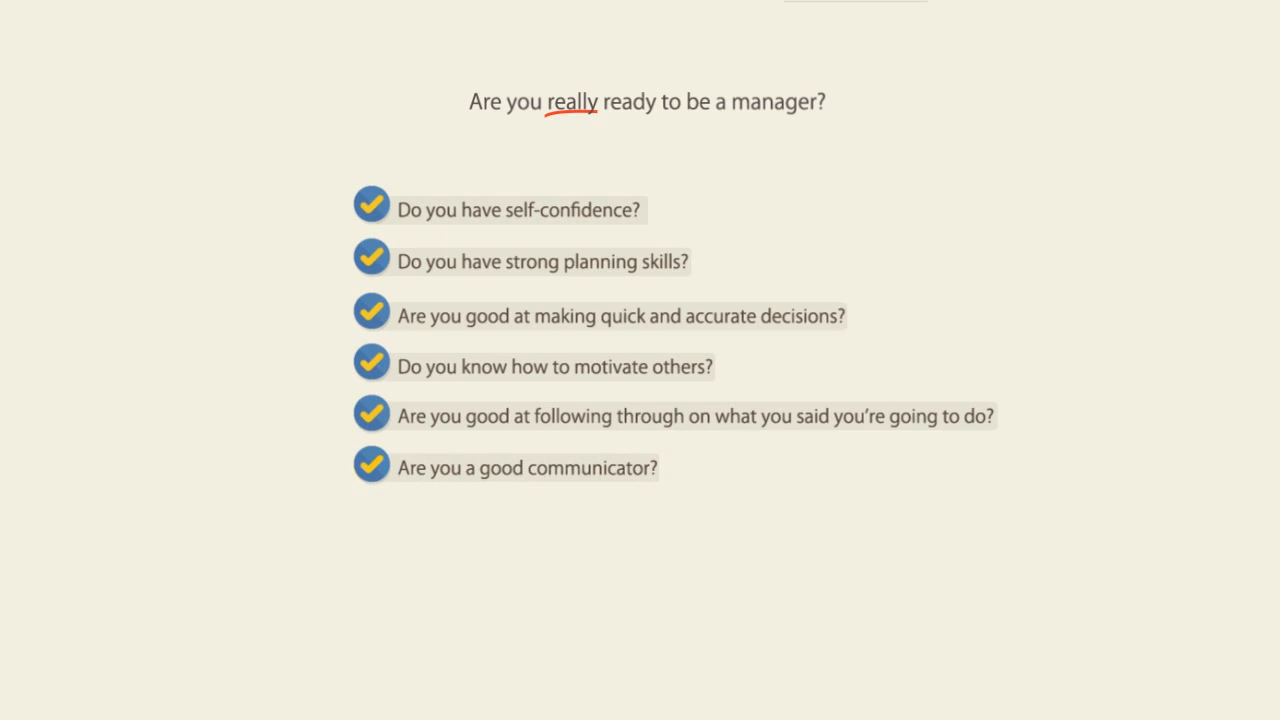 Are you really ready to be a manager?
Do you have self-confidence?
Do you have strong planning skills?
Are you good at making quick and accurate decisions?
Do you know how to motivate others?
Are you good at following through on what you said you’re going to do?
Are you a good communicator?